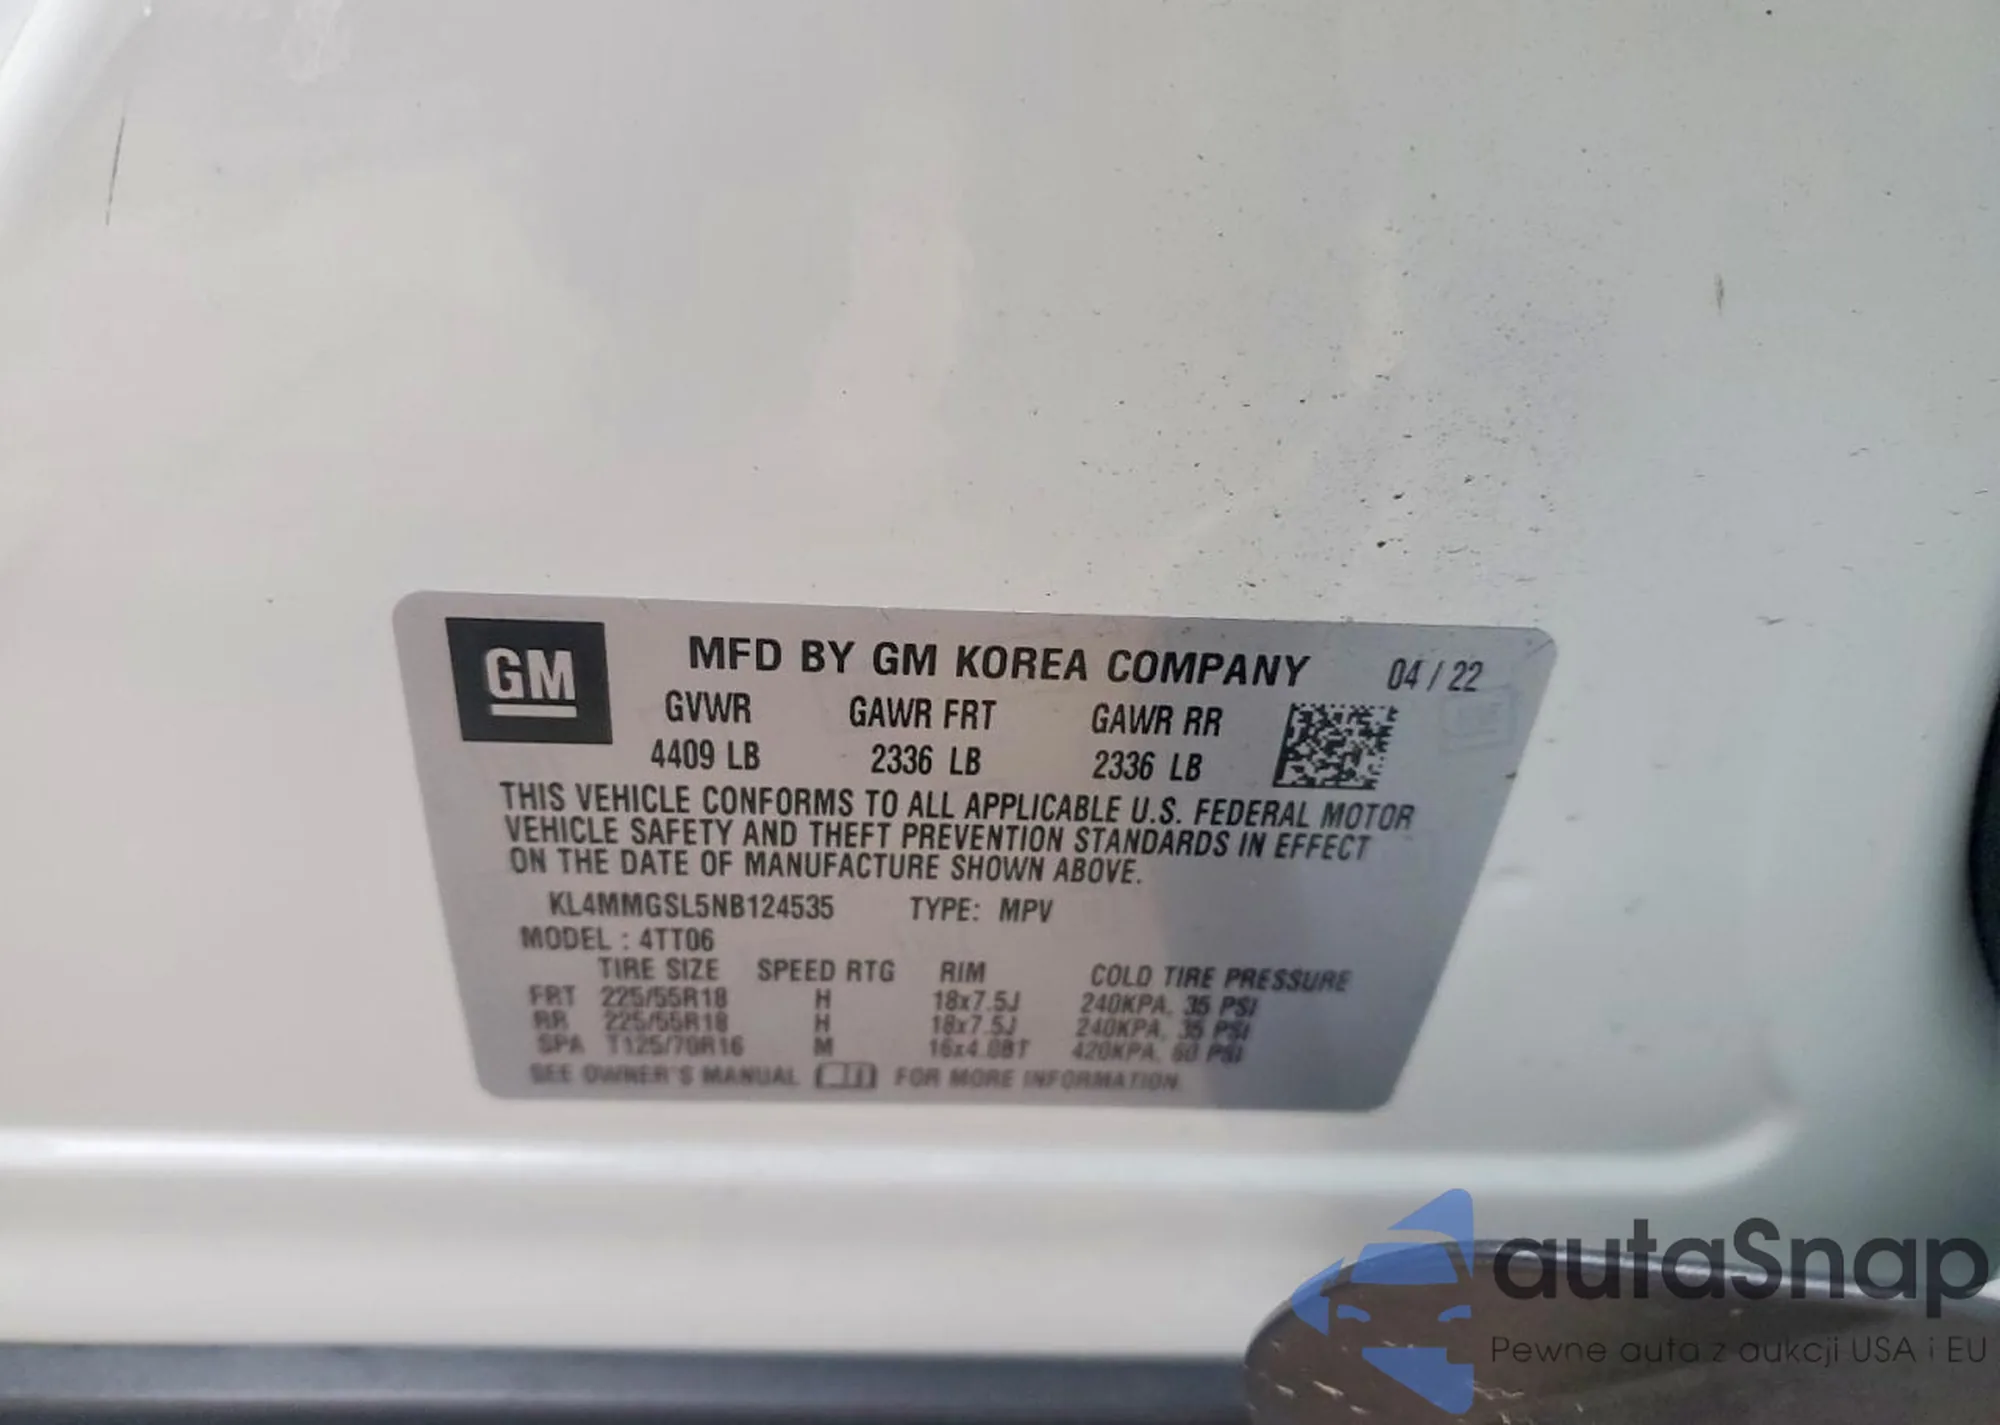 GM
MFD BY GM KOREA COMPANY 04 / 22
GVWR GAWR FRT GAWR RR
4409 LB 2336 LB 2336 LB
THIS VEHICLE CONFORMS TO ALL APPLICABLE U.S. FEDERAL MOTOR
VEHICLE SAFETY AND THEFT PREVENTION STANDARDS IN EFFECT
ON THE DATE OF MANUFACTURE SHOWN ABOVE.
KL4MMGSL5NB124535 TYPE: MPV
MODEL : 4TT06
TIRE SIZE SPEED RTG RIM COLD TIRE PRESSURE
FRT 225/55R18 H 18x7.5J 240KPA, 35 PSI
RR 225/55R18 H 18x7.5J 240KPA, 35 PSI
SPA T125/70R16 M 16x4.0BT 420KPA, 60 PSI
SEE OWNER'S MANUAL FOR MORE INFORMATION
autaSnap
Pewne auta z aukcji USA i EU